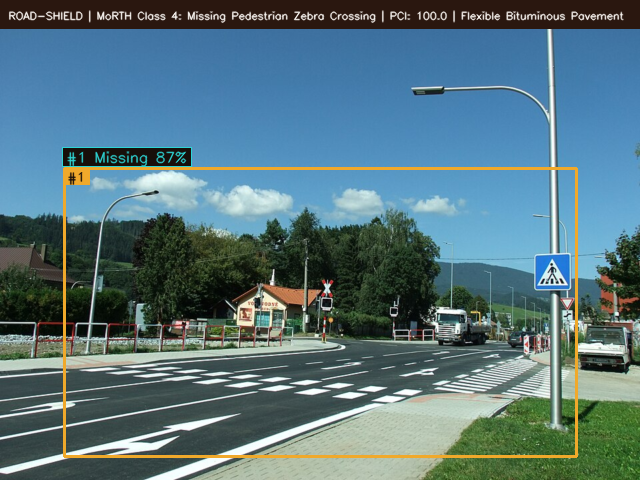 ROAD-SHIELD | MoRTH Class 4: Missing Pedestrian Zebra Crossing | PCI: 100.0 | Flexible Bituminous Pavement
#1 Missing 87%
#1